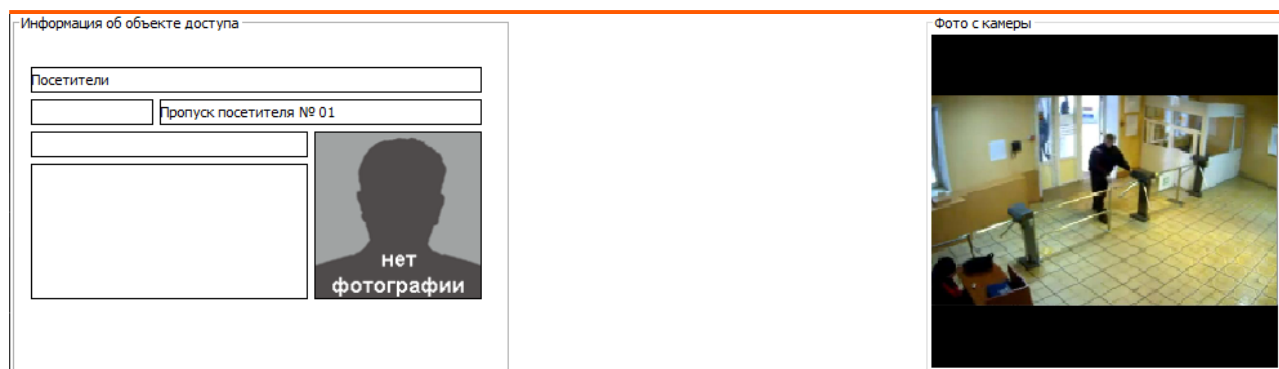 Информация об объекте доступа
Фото с камеры
Посетители
Пропуск посетителя № 01
нет
фотографии